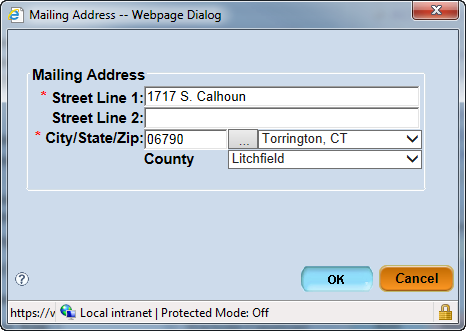 Mailing Address -- Webpage Dialog
Mailing Address
* Street Line 1: 1717 S. Calhoun
Street Line 2:
* City/State/Zip: 06790 ... Torrington, CT
County Litchfield
? OK Cancel
https://v Local intranet | Protected Mode: Off